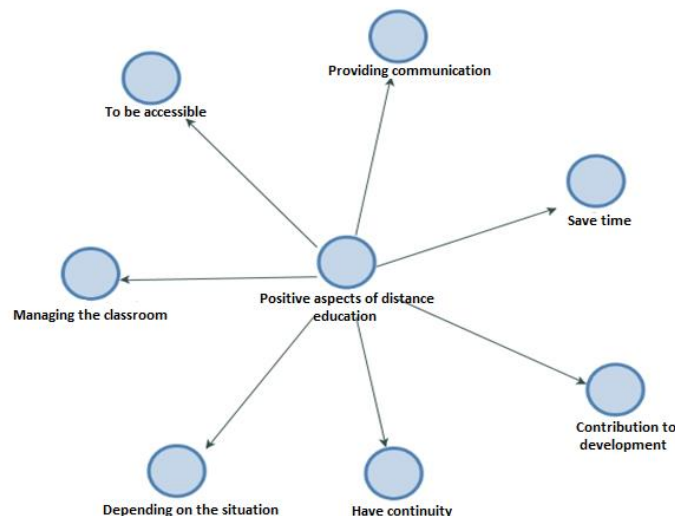 Providing communication
To be accessible
Save time
Positive aspects of distance
education
Managing the classroom
Contribution to
development
Depending on the situation
Have continuity